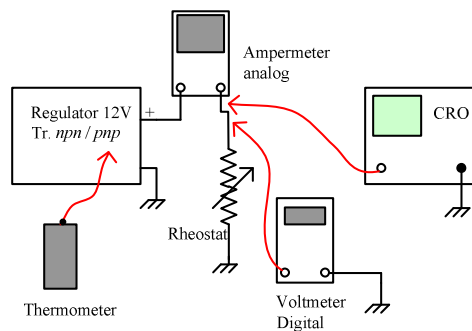 Ampermeter
analog
Regulator 12V
Tr. npn / pnp
+
CRO
Rheostat
Thermometer
Voltmeter
Digital